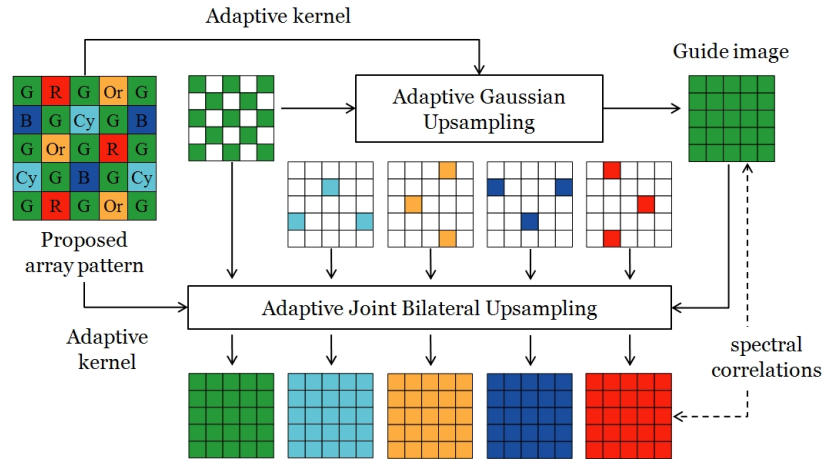 Adaptive kernel
Guide image
G R G Or G
B G Cy G B
G Or G R G
Cy G B G Cy
G R G Or G
Adaptive Gaussian
Upsampling
Proposed
array pattern
Adaptive Joint Bilateral Upsampling
Adaptive
kernel
spectral
correlations